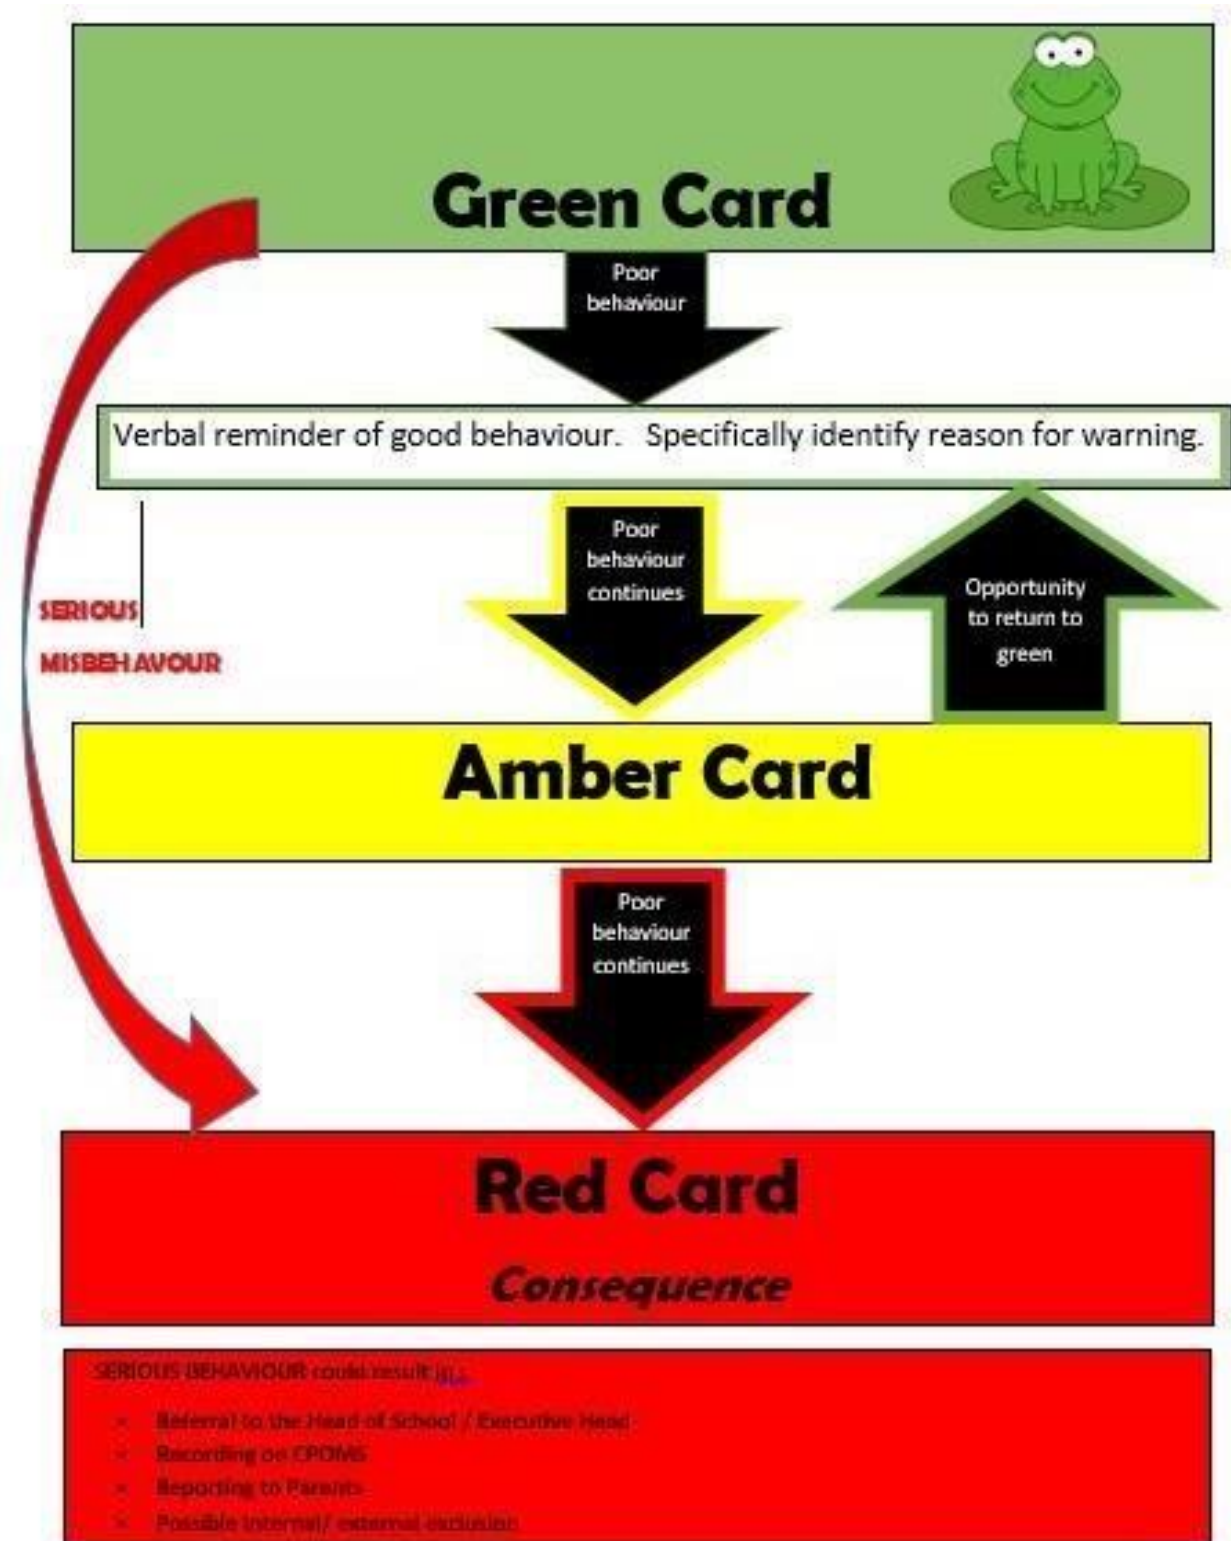 Green Card
Poor
behaviour
Verbal reminder of good behaviour. Specifically identify reason for warning.
Poor
behaviour
continues
Opportunity
to return to
green
SERIOUS
MISBEHAVOUR
Amber Card
Poor
behaviour
continues
Red Card
Consequence
SERIOUS BEHAVIOUR could result in :
Referral to the Head of School / Executive Head
Recording on CPOMS
Reporting to Parents
Possible internal/ external exclusion